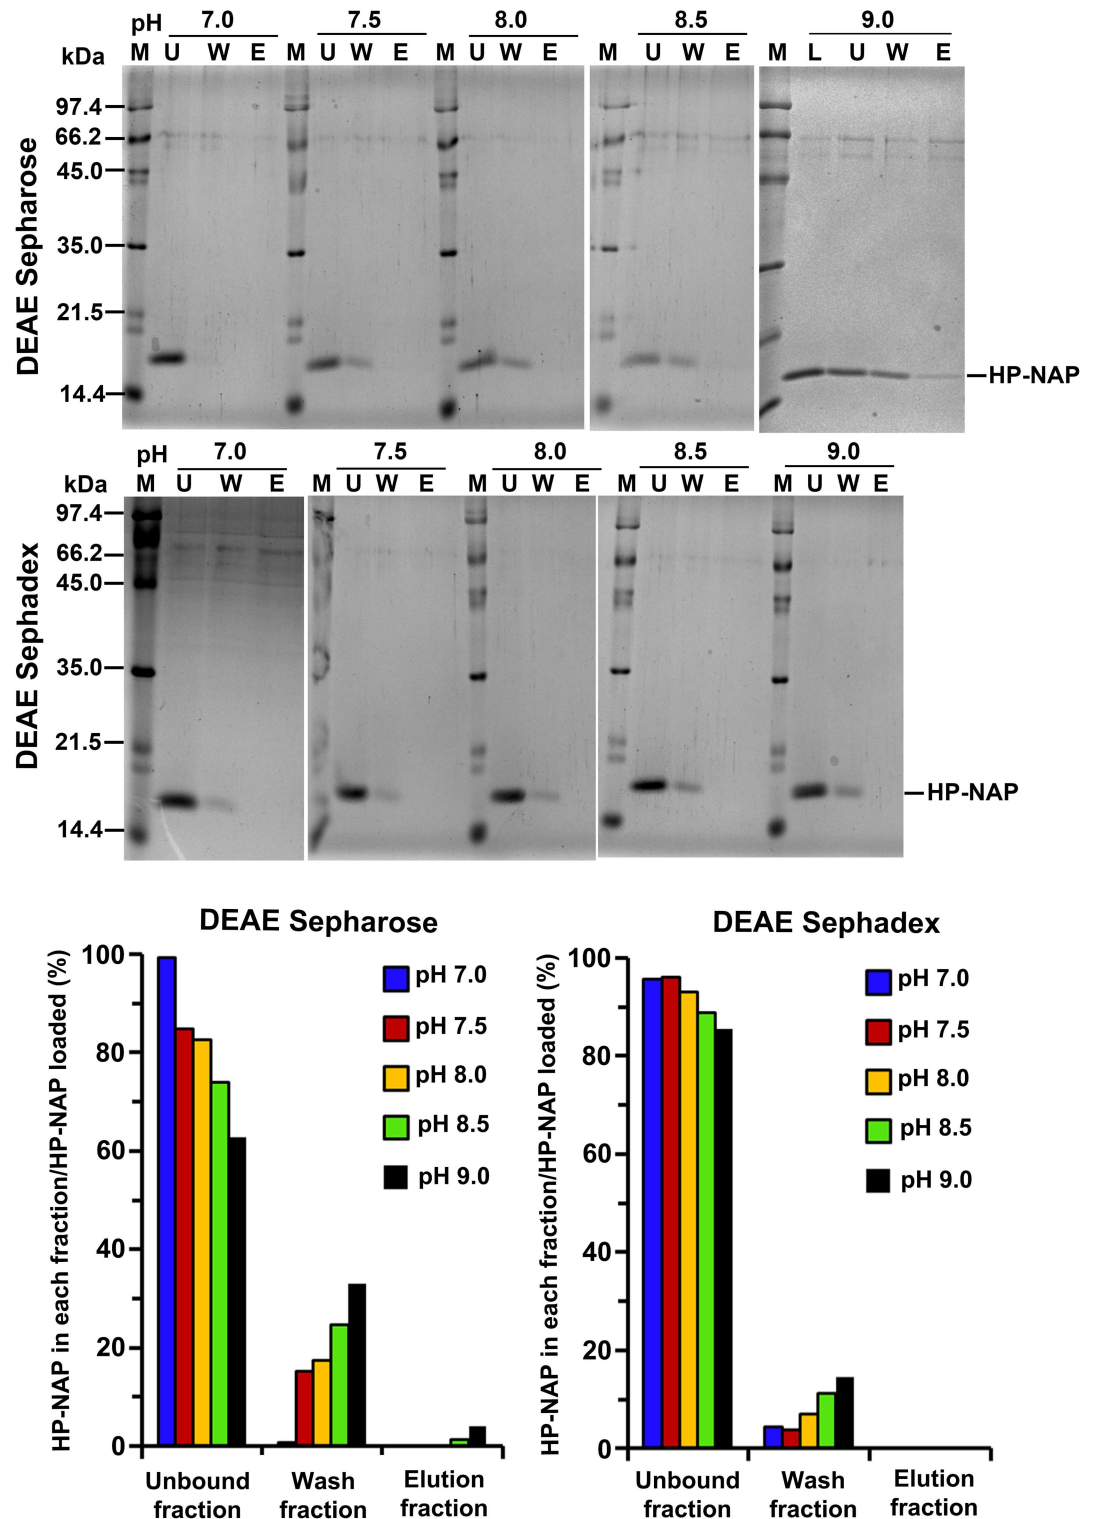 pH 7.0 7.5 8.0 8.5 9.0
kDa M U W E M U W E M U W E M U W E M L U W E
97.4
66.2
45.0
35.0
21.5
14.4
DEAE Sepharose
HP-NAP
pH 7.0 7.5 8.0 8.5 9.0
kDa M U W E M U W E M U W E M U W E M U W E
97.4
66.2
45.0
35.0
21.5
14.4
DEAE Sephadex
HP-NAP
DEAE Sepharose
HP-NAP in each fraction/HP-NAP loaded (%)
100
80
60
40
20
0
pH 7.0
pH 7.5
pH 8.0
pH 8.5
pH 9.0
Unbound
fraction
Wash
fraction
Elution
fraction
DEAE Sephadex
HP-NAP in each fraction/HP-NAP loaded (%)
100
80
60
40
20
0
pH 7.0
pH 7.5
pH 8.0
pH 8.5
pH 9.0
Unbound
fraction
Wash
fraction
Elution
fraction